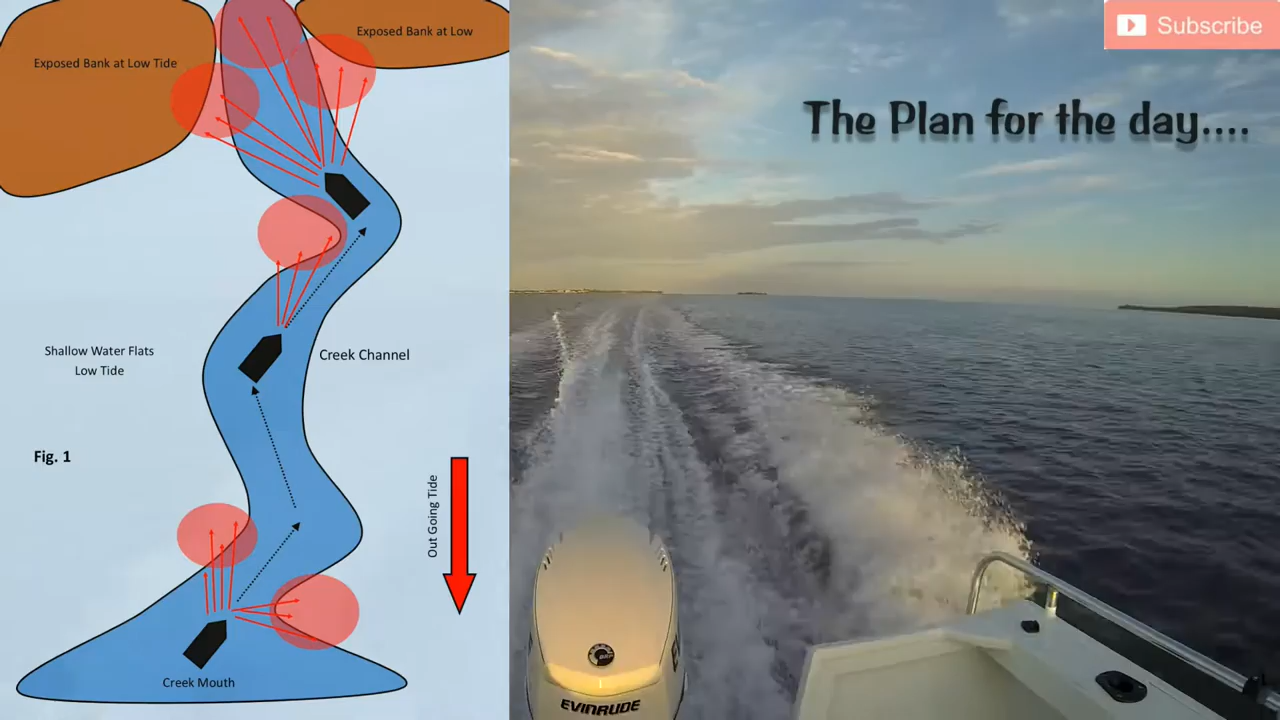 Exposed Bank at Low Tide
Exposed Bank at Low
Shallow Water Flats
Low Tide
Creek Channel
Fig. 1
Out Going Tide
Creek Mouth
Subscribe
The Plan for the day....
EVINRUDE